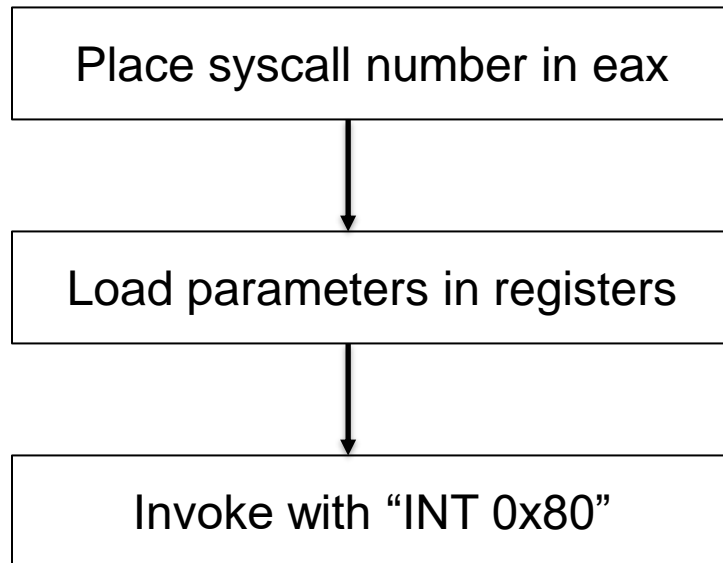 Place syscall number in eax
Load parameters in registers
Invoke with “INT 0x80”